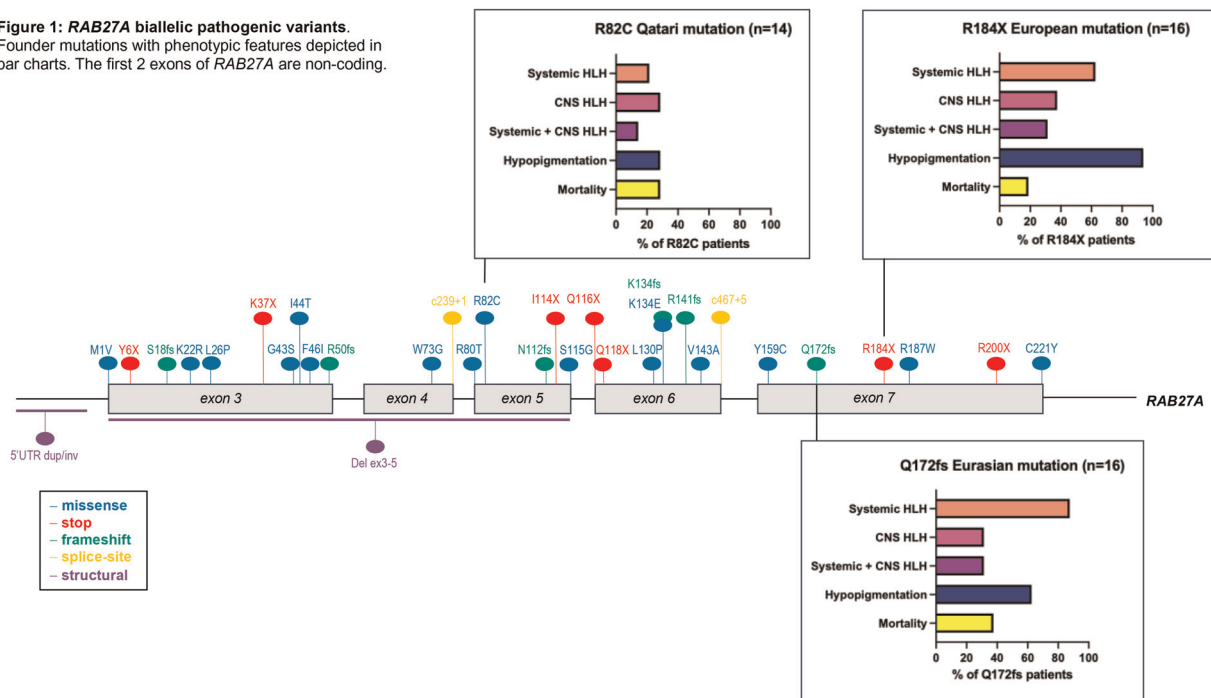 Figure 1: RAB27A biallelic pathogenic variants.
Founder mutations with phenotypic features depicted in
bar charts. The first 2 exons of RAB27A are non-coding.
R82C Qatari mutation (n=14)
Systemic HLH
CNS HLH
Systemic + CNS HLH
Hypopigmentation
Mortality
0 20 40 60 80 100
% of R82C patients
R184X European mutation (n=16)
Systemic HLH
CNS HLH
Systemic + CNS HLH
Hypopigmentation
Mortality
0 20 40 60 80 100
% of R184X patients
K134fs
K37X I44T c239+1 R82C I114X Q116X K134E R141fs c467+5
M1V Y6X S18fs K22R L26P G43S F46I R50fs W73G R80T N112fs S115G Q118X L130P V143A Y159C Q172fs R184X R187W R200X C221Y
exon 3 exon 4 exon 5 exon 6 exon 7 RAB27A
5'UTR dup/inv
Del ex3-5
– missense
– stop
– frameshift
– splice-site
– structural
Q172fs Eurasian mutation (n=16)
Systemic HLH
CNS HLH
Systemic + CNS HLH
Hypopigmentation
Mortality
0 20 40 60 80 100
% of Q172fs patients